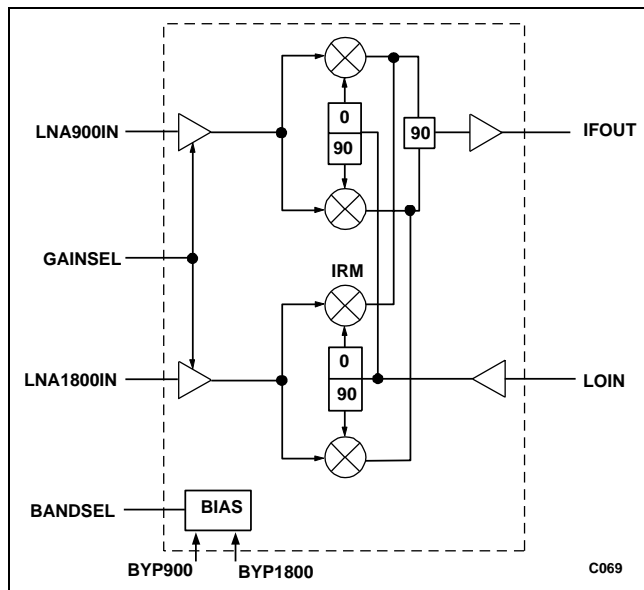 LNA900IN
0
90
90
IFOUT
GAINSEL
IRM
LNA1800IN
0
90
LOIN
BANDSEL
BIAS
BYP900
BYP1800
C069